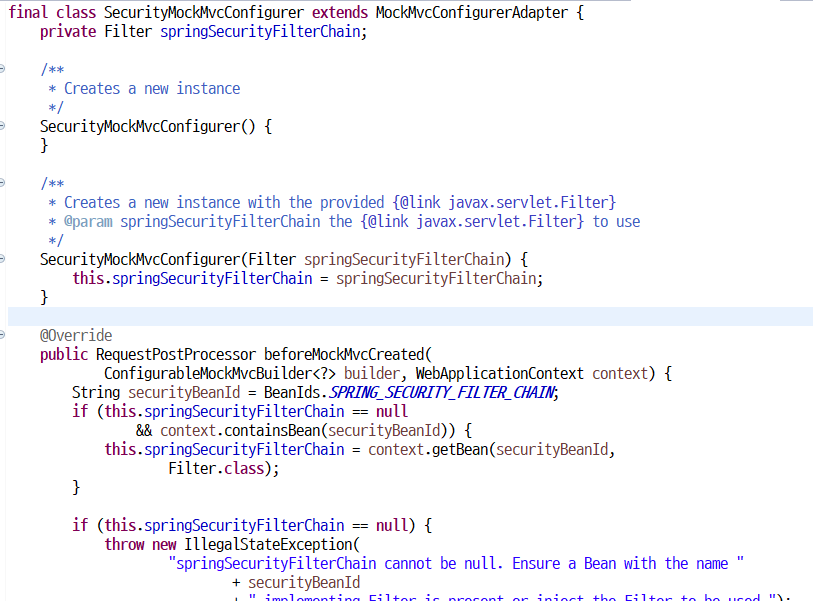 final class SecurityMockMvcConfigurer extends MockMvcConfigurerAdapter {
    private Filter springSecurityFilterChain;

    /**
     * Creates a new instance
     */
    SecurityMockMvcConfigurer() {
    }

    /**
     * Creates a new instance with the provided {@link javax.servlet.Filter}
     * @param springSecurityFilterChain the {@link javax.servlet.Filter} to use
     */
    SecurityMockMvcConfigurer(Filter springSecurityFilterChain) {
        this.springSecurityFilterChain = springSecurityFilterChain;
    }

    @Override
    public RequestPostProcessor beforeMockMvcCreated(
            ConfigurableMockMvcBuilder<?> builder, WebApplicationContext context) {
        String securityBeanId = BeanIds.SPRING_SECURITY_FILTER_CHAIN;
        if (this.springSecurityFilterChain == null
                && context.containsBean(securityBeanId)) {
            this.springSecurityFilterChain = context.getBean(securityBeanId,
                    Filter.class);
        }

        if (this.springSecurityFilterChain == null) {
            throw new IllegalStateException(
                    "springSecurityFilterChain cannot be null. Ensure a Bean with the name "
                            + securityBeanId
                            + " implementing Filter is present or inject the Filter to be used.");